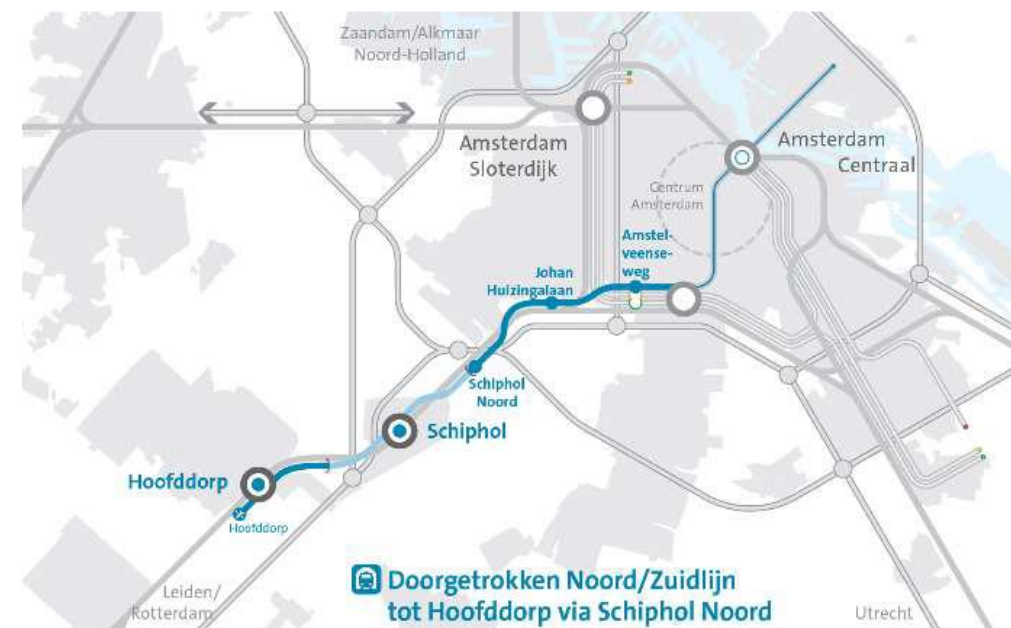 Zaandam/Alkmaar
Noord-Holland
Amsterdam
Sloterdijk
Amsterdam
Centraal
Centrum
Amsterdam
Amstel-
veense-
weg
Johan
Huizingalaan
Schiphol
Noord
Schiphol
Hoofddorp
Hoofddorp
Leiden/
Rotterdam
Doorgetrokken Noord/Zuidlijn
tot Hoofddorp via Schiphol Noord
Utrecht